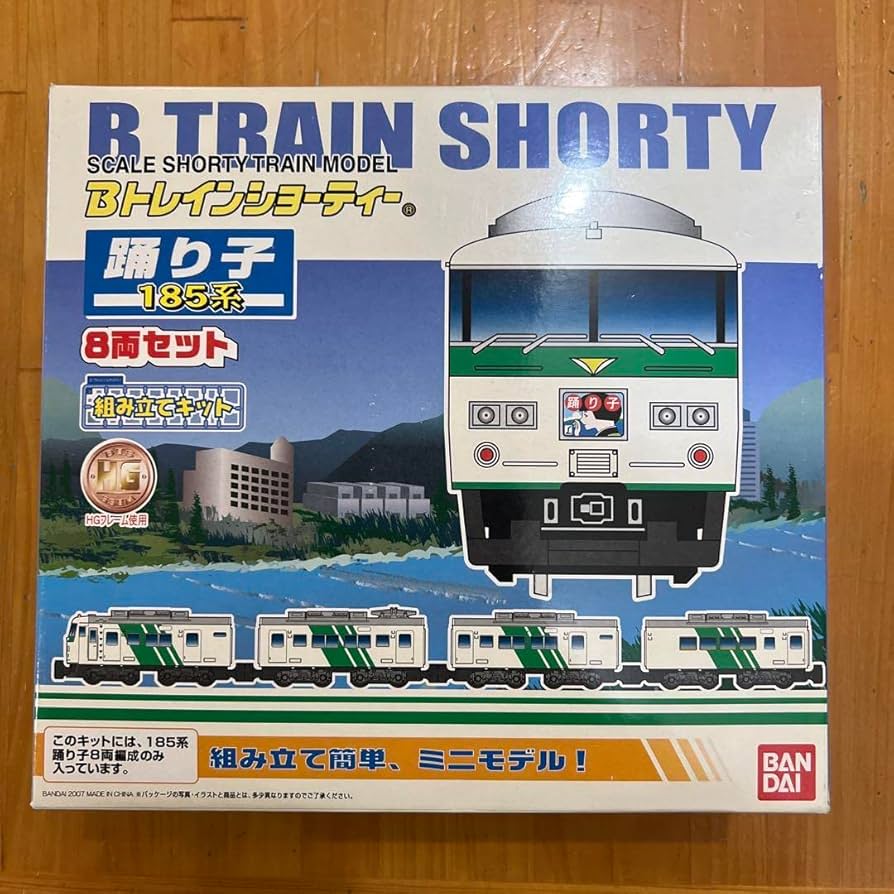 B TRAIN SHORTY
SCALE SHORTY TRAIN MODEL
Bトレインショーティー®
踊り子
185系
8両セット
組み立てキット
HG
HGフレーム使用
踊り子
このキットには、185系
踊り子8両編成のみ
入っています。
組み立て簡単、ミニモデル!
BAN
DAI
BANDAI 2007 MADE IN CHINA ※パッケージの写真・イラストと商品とは、多少異なりますのでご了承ください。